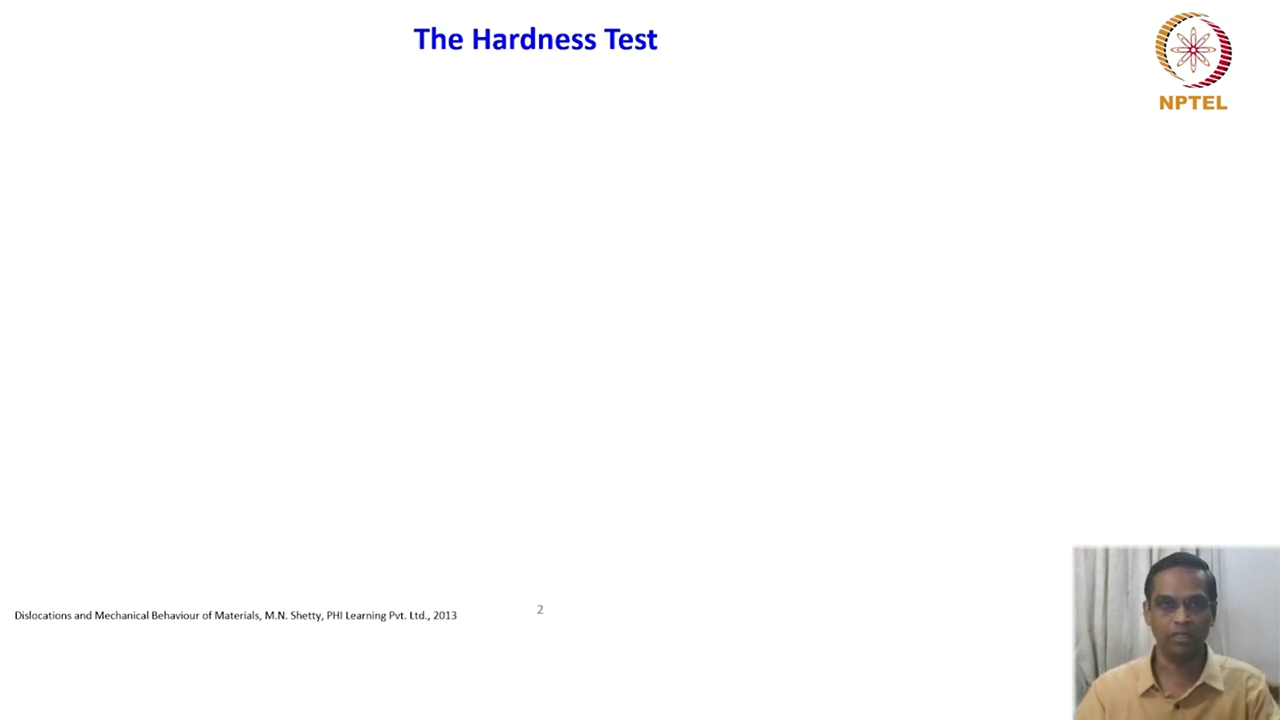 The Hardness Test
NPTEL
Dislocations and Mechanical Behaviour of Materials, M.N. Shetty, PHI Learning Pvt. Ltd., 2013
2